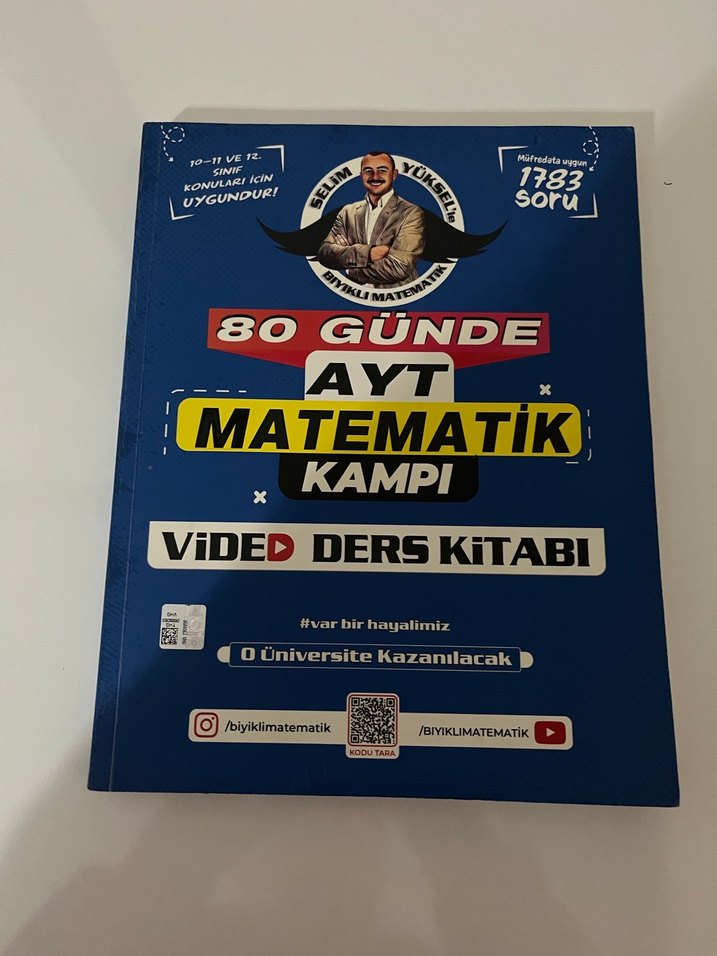 10-11 VE 12.
SINIF
KONULARI İÇİN
UYGUNDUR!
SELİM YÜKSEL'le
BIYIKLI MATEMATİK
Müfredata uygun
1783
soru
80 GÜNDE
AYT
MATEMATİK
KAMPI
VİDEO DERS KİTABI
#var bir hayalimiz
O Üniversite Kazanılacak
/biyiklimatematik
KODU TARA
/BIYIKLIMATEMATİK